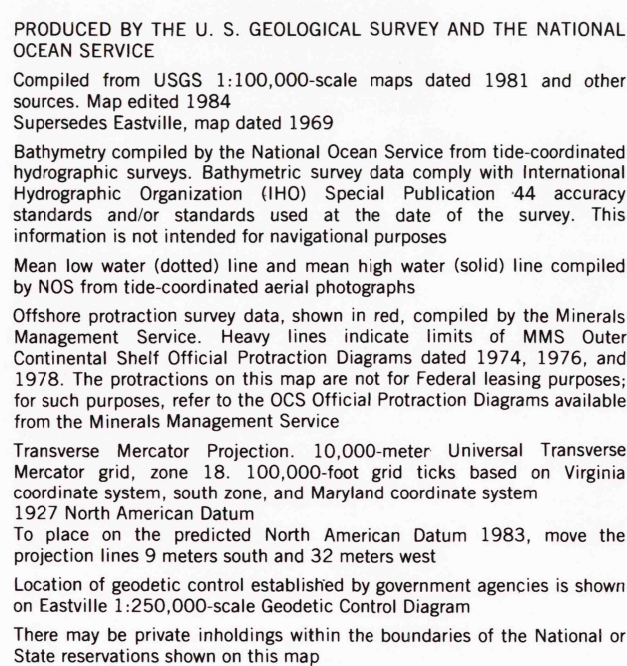 PRODUCED BY THE U. S. GEOLOGICAL SURVEY AND THE NATIONAL
OCEAN SERVICE
Compiled from USGS 1:100,000-scale maps dated 1981 and other
sources. Map edited 1984
Supersedes Eastville, map dated 1969
Bathymetry compiled by the National Ocean Service from tide-coordinated
hydrographic surveys. Bathymetric survey data comply with International
Hydrographic Organization (IHO) Special Publication 44 accuracy
standards and/or standards used at the date of the survey. This
information is not intended for navigational purposes
Mean low water (dotted) line and mean high water (solid) line compiled
by NOS from tide-coordinated aerial photographs
Offshore protraction survey data, shown in red, compiled by the Minerals
Management Service. Heavy lines indicate limits of MMS Outer
Continental Shelf Official Protraction Diagrams dated 1974, 1976, and
1978. The protractions on this map are not for Federal leasing purposes;
for such purposes, refer to the OCS Official Protraction Diagrams available
from the Minerals Management Service
Transverse Mercator Projection. 10,000-meter Universal Transverse
Mercator grid, zone 18. 100,000-foot grid ticks based on Virginia
coordinate system, south zone, and Maryland coordinate system
1927 North American Datum
To place on the predicted North American Datum 1983, move the
projection lines 9 meters south and 32 meters west
Location of geodetic control established by government agencies is shown
on Eastville 1:250,000-scale Geodetic Control Diagram
There may be private inholdings within the boundaries of the National or
State reservations shown on this map